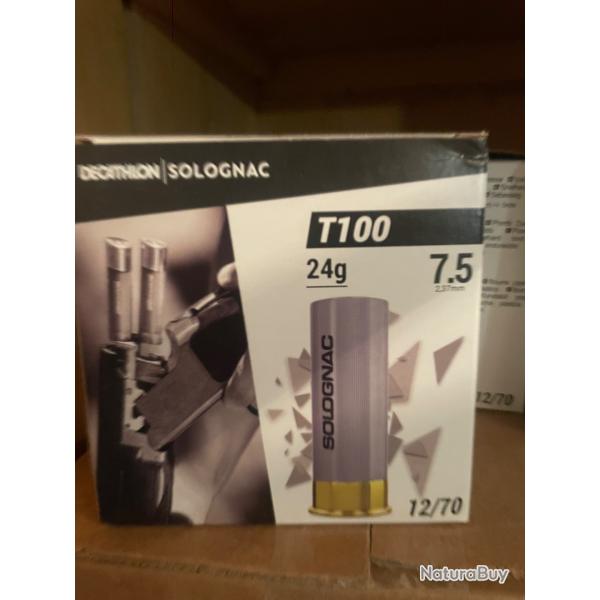 DECATHLON | SOLOGNAC
T100
24g
7.5
2,37mm
SOLOGNAC
12/70
12/70
NaturaBuy